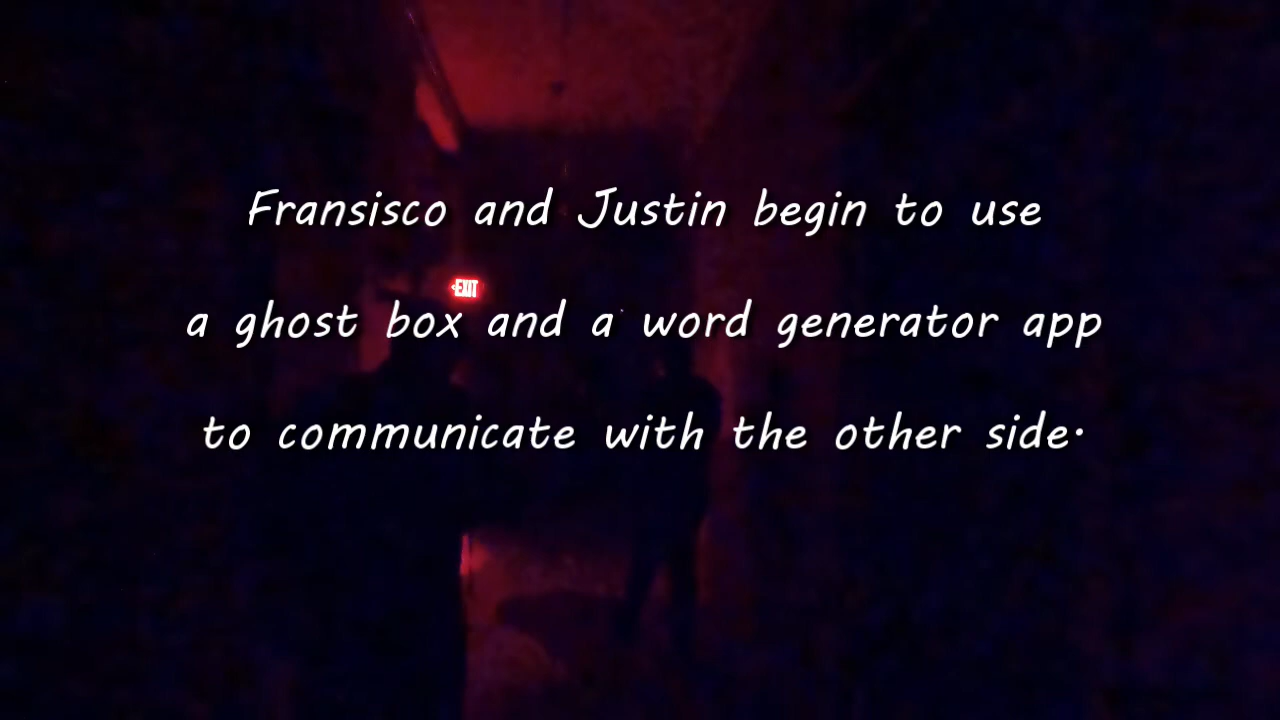 Fransisco and Justin begin to use
EXIT
a ghost box and a word generator app
to communicate with the other side.